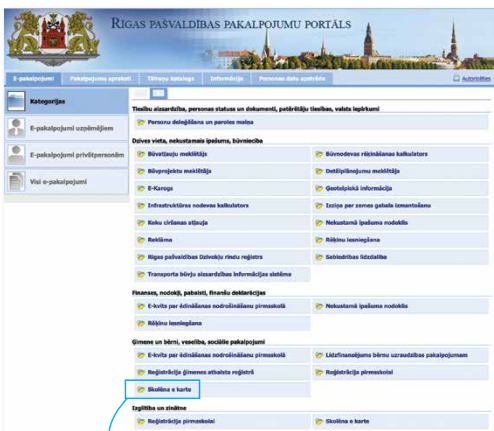 RĪGAS PAŠVALDĪBAS PAKALPOJUMU PORTĀLS
E-pakalpojumi Pakalpojumu apraksti Tālruņu katalogs Informācija Personas datu apstrāde Autorizēties
Kategorijas
E-pakalpojumi uzņēmējiem
E-pakalpojumi privātpersonām
Visi e-pakalpojumi
Tiesību aizsardzība, personas statuss un dokumenti, patērētāju tiesības, valsts iepirkumi
Personu deleģēšana un paroles maiņa
Dzīves vieta, nekustamais īpašums, būvniecība
Būvatļauju meklētājs Būvnodevas rēķināšanas kalkulators
Būvprojektu meklētājs Detālplānojumu meklētājs
E-Karogs Ģeotelpiskā informācija
Infrastruktūras nodevas kalkulators Izziņa par zemes gabala izmantošanu
Koku ciršanas atļauja Nekustamā īpašuma nodoklis
Reklāma Rēķinu iesniegšana
Rīgas pašvaldības Dzīvokļu rindu reģistrs Sabiedrības līdzdalība
Transporta būvju aizsardzības informācijas sistēma
Finanses, nodokļi, pabalsti, finanšu deklarācijas
E-kvīts par ēdināšanas nodrošināšanu pirmsskolā Nekustamā īpašuma nodoklis
Rēķinu iesniegšana
Ģimene un bērni, veselība, sociālie pakalpojumi
E-kvīts par ēdināšanas nodrošināšanu pirmsskolā Līdzfinansējums bērnu uzraudzības pakalpojumam
Reģistrācija ģimenes atbalsta reģistrā Reģistrācija pirmsskolai
Skolēna e karte
Izglītība un zinātne
Reģistrācija pirmsskolai Skolēna e karte